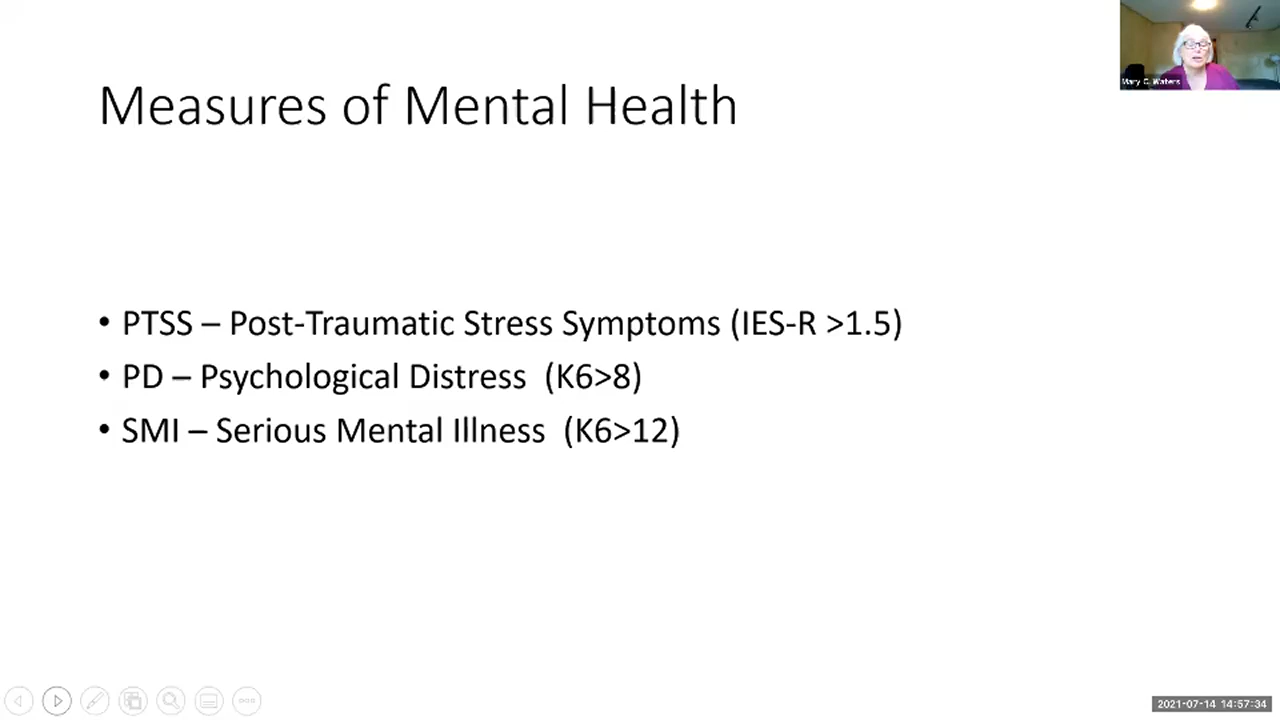 Measures of Mental Health
Mary C. Waters
• PTSS – Post-Traumatic Stress Symptoms (IES-R >1.5)
• PD – Psychological Distress (K6>8)
• SMI – Serious Mental Illness (K6>12)
2021-07-14 14:57:34